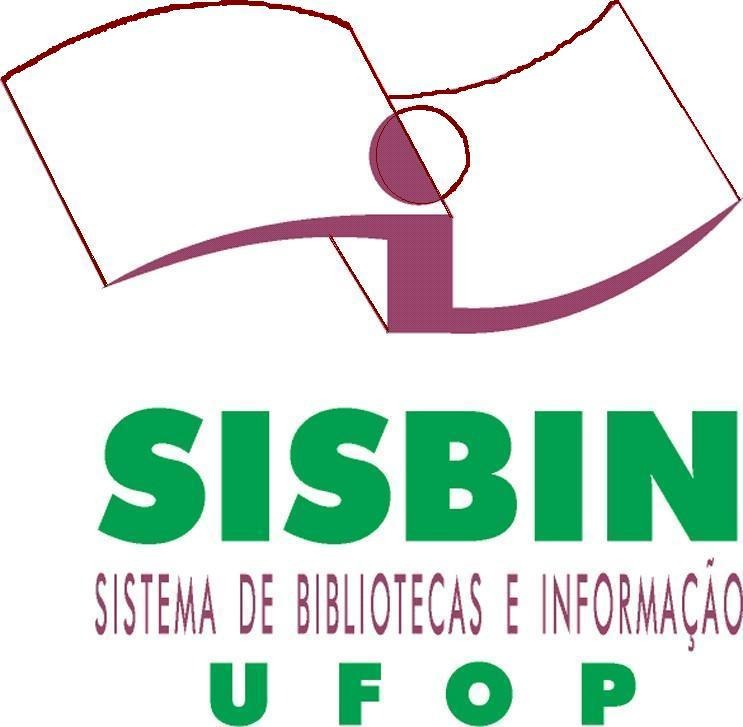 SISBIN
SISTEMA DE BIBLIOTECAS E INFORMAÇÃO
UFOP